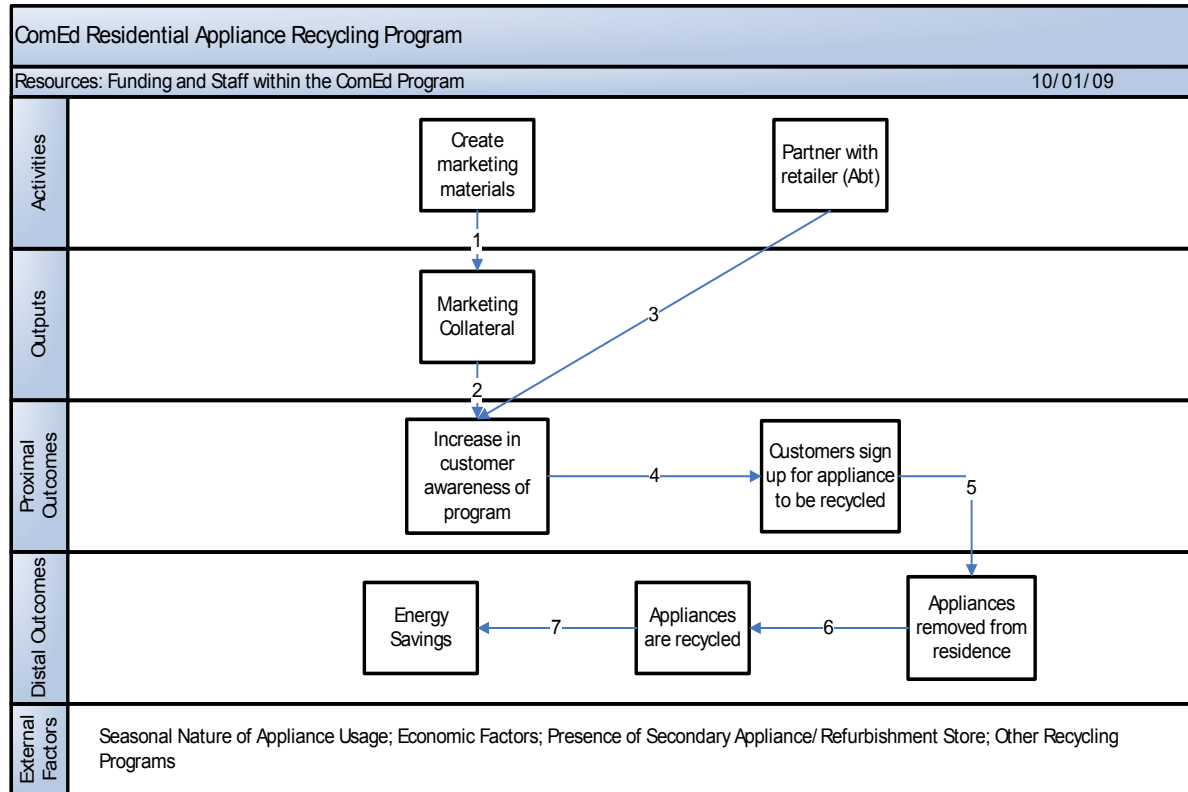 ComEd Residential Appliance Recycling Program
Resources: Funding and Staff within the ComEd Program 10/01/09
Activities
Create
marketing
materials
Partner with
retailer (Abt)
1
Outputs
Marketing
Collateral
3
2
Proximal
Outcomes
Increase in
customer
awareness of
program
4
Customers sign
up for appliance
to be recycled
5
Distal Outcomes
Energy
Savings
7
Appliances
are recycled
6
Appliances
removed from
residence
External
Factors
Seasonal Nature of Appliance Usage; Economic Factors; Presence of Secondary Appliance/ Refurbishment Store; Other Recycling
Programs